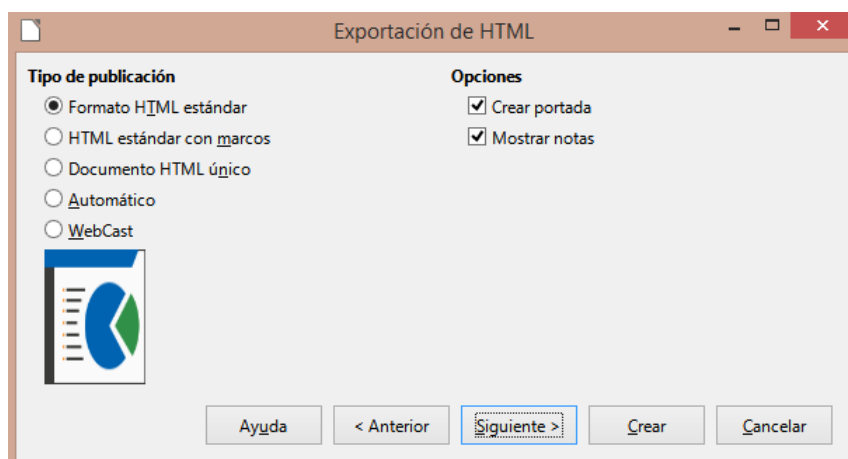 Exportación de HTML
Tipo de publicación
Formato HTML estándar
HTML estándar con marcos
Documento HTML único
Automático
WebCast
Opciones
Crear portada
Mostrar notas
Ayuda
< Anterior
Siguiente >
Crear
Cancelar